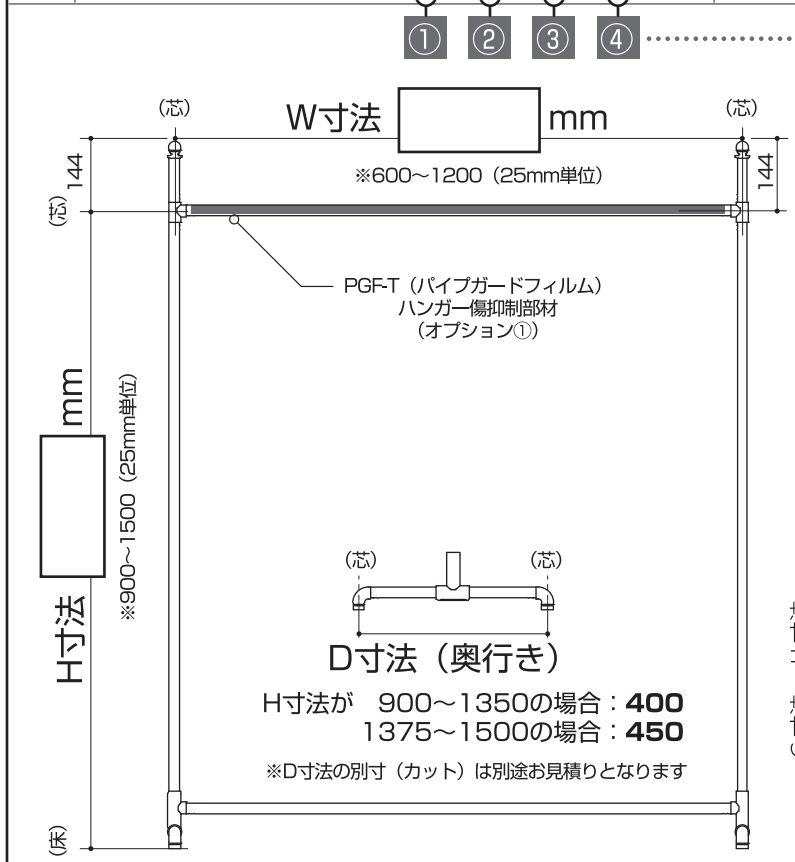 ① ② ③ ④
(芯) W寸法 mm (芯)
144 144
※600～1200（25mm単位）
(芯)
PGF-T（パイプガードフィルム）
ハンガー傷抑制部材
（オプション①）
H寸法 mm
※900～1500（25mm単位）
(芯) (芯)
D寸法（奥行き）
H寸法が 900～1350の場合：400
1375～1500の場合：450
※D寸法の別寸（カット）は別途お見積りとなります
(床)